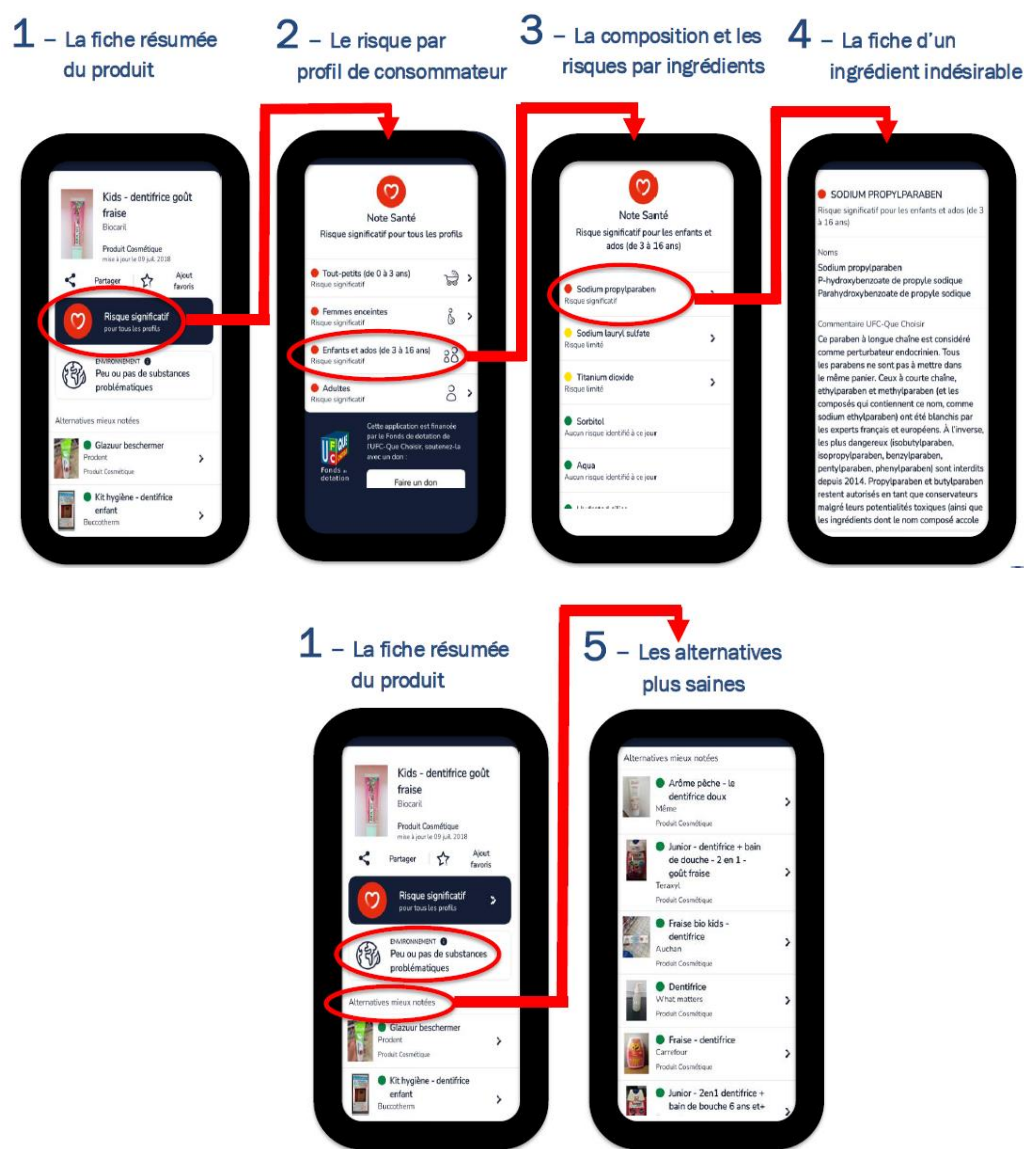 1 – La fiche résumée
du produit
2 – Le risque par
profil de consommateur
3 – La composition et les
risques par ingrédients
4 – La fiche d'un
ingrédient indésirable
Kids - dentifrice goût
fraise
Biocaril
Produit Cosmétique
mise à jour le 09 juil. 2018
Partager
Ajout
favoris
Risque significatif
pour tous les profils
ENVIRONNEMENT
Peu ou pas de substances
problématiques
Alternatives mieux notées
Glazuur beschermer
Prodent
Produit Cosmétique
Kit hygiène - dentifrice
enfant
Buccotherm
Note Santé
Risque significatif pour tous les profils
Tout-petits (de 0 à 3 ans)
Risque significatif
Femmes enceintes
Risque significatif
Enfants et ados (de 3 à 16 ans)
Risque significatif
Adultes
Risque significatif
UFC QUE CHOISIR
Fonds de
dotation
Cette application est financée
par le Fonds de dotation de
l'UFC-Que Choisir, soutenez-la
avec un don :
Faire un don
Note Santé
Risque significatif pour les enfants et
ados (de 3 à 16 ans)
Sodium propylparaben
Risque significatif
Sodium lauryl sulfate
Risque limité
Titanium dioxide
Risque limité
Sorbitol
Aucun risque identifié à ce jour
Aqua
Aucun risque identifié à ce jour
SODIUM PROPYLPARABEN
Risque significatif pour les enfants et ados (de 3
à 16 ans)
Noms
Sodium propylparaben
P-hydroxybenzoate de propyle sodique
Parahydroxybenzoate de propyle sodique
Commentaire UFC-Que Choisir
Ce paraben à longue chaîne est considéré
comme perturbateur endocrinien. Tous
les parabens ne sont pas à mettre dans
le même panier. Ceux à courte chaîne,
ethylparaben et methylparaben (et les
composés qui contiennent ce nom, comme
sodium ethylparaben) ont été blanchis par
les experts français et européens. À l'inverse,
les plus dangereux (isobutylparaben,
isopropylparaben, benzylparaben,
pentylparaben, phenylparaben) sont interdits
depuis 2014. Propylparaben et butylparaben
restent autorisés en tant que conservateurs
malgré leurs potentialités toxiques (ainsi que
les ingrédients dont le nom composé accole
1 – La fiche résumée
du produit
5 – Les alternatives
plus saines
Kids - dentifrice goût
fraise
Biocaril
Produit Cosmétique
mise à jour le 09 juil. 2018
Partager
Ajout
favoris
Risque significatif
pour tous les profils
ENVIRONNEMENT
Peu ou pas de substances
problématiques
Alternatives mieux notées
Glazuur beschermer
Prodent
Produit Cosmétique
Kit hygiène - dentifrice
enfant
Buccotherm
Alternatives mieux notées
Arôme pêche - le
dentifrice doux
Même
Produit Cosmétique
Junior - dentifrice + bain
de douche - 2 en 1 -
goût fraise
Teraxyl
Produit Cosmétique
Fraise bio kids -
dentifrice
Auchan
Produit Cosmétique
Dentifrice
What matters
Produit Cosmétique
Fraise - dentifrice
Carrefour
Produit Cosmétique
Junior - 2en1 dentifrice +
bain de bouche 6 ans et+